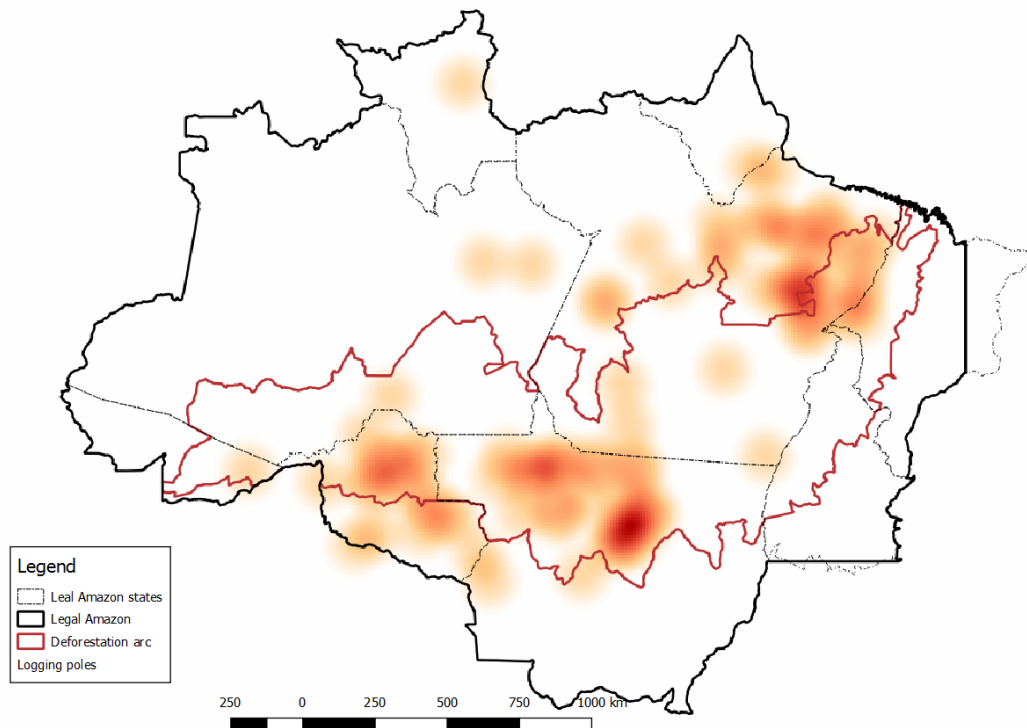 Legend
Leal Amazon states
Legal Amazon
Deforestation arc
Logging poles
250 0 250 500 750 1000 km